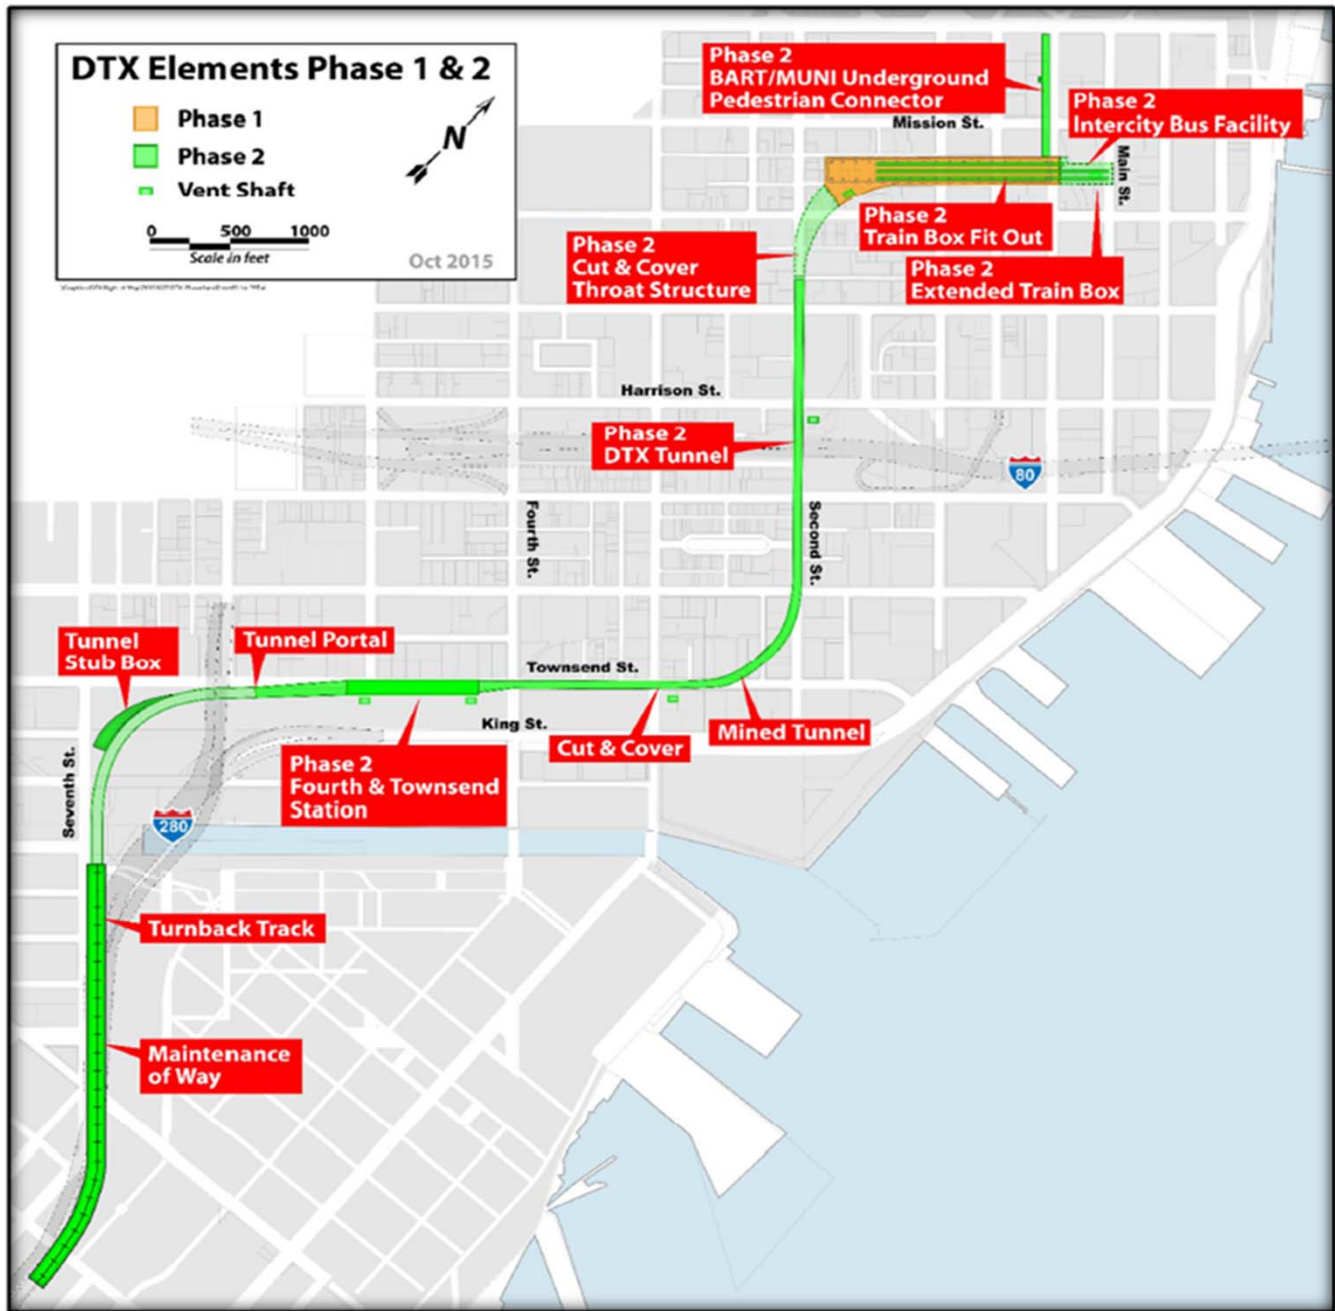 DTX Elements Phase 1 & 2
Phase 1
Phase 2
Vent Shaft
N
0 500 1000
Scale in feet
Oct 2015
Phase 2
BART/MUNI Underground
Pedestrian Connector
Mission St.
Phase 2
Intercity Bus Facility
Main St.
Phase 2
Train Box Fit Out
Phase 2
Cut & Cover
Throat Structure
Phase 2
Extended Train Box
Harrison St.
Phase 2
DTX Tunnel
80
Fourth St.
Second St.
Tunnel
Stub Box
Tunnel Portal
Townsend St.
King St.
Cut & Cover
Mined Tunnel
Phase 2
Fourth & Townsend
Station
Seventh St.
280
Turnback Track
Maintenance
of Way